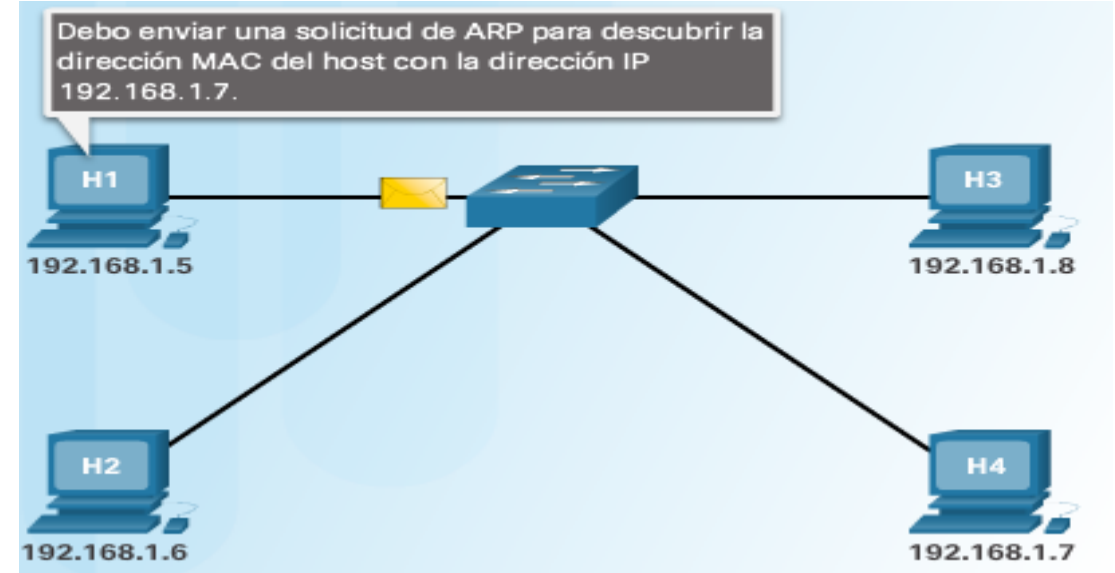 Debo enviar una solicitud de ARP para descubrir la
dirección MAC del host con la dirección IP
192.168.1.7.
H1
192.168.1.5
H3
192.168.1.8
H2
192.168.1.6
H4
192.168.1.7